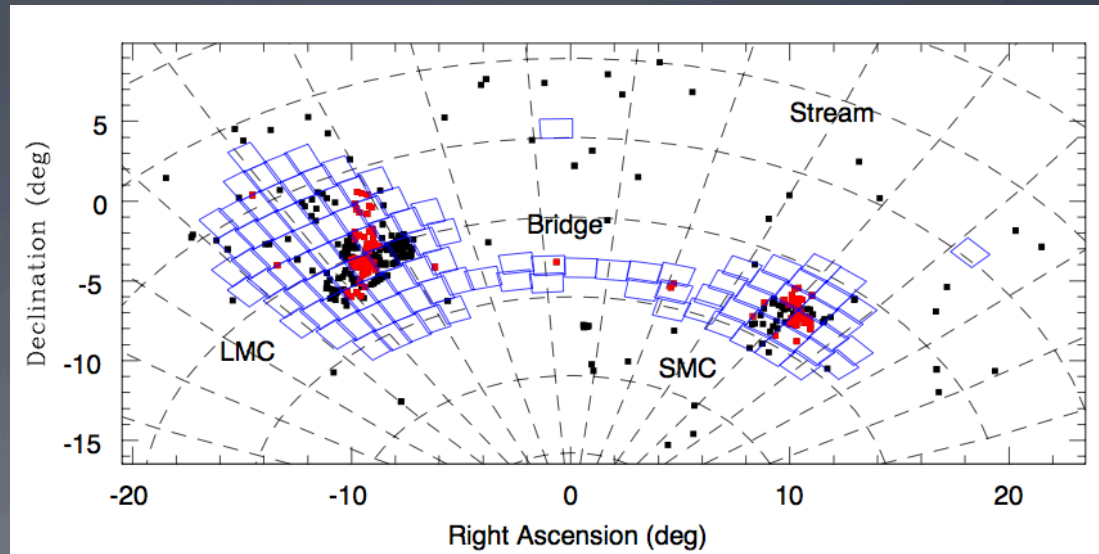 Stream
5
0
Bridge
-5
LMC
SMC
-10
-15
-20
-10
0
10
20
Declination (deg)
Right Ascension (deg)